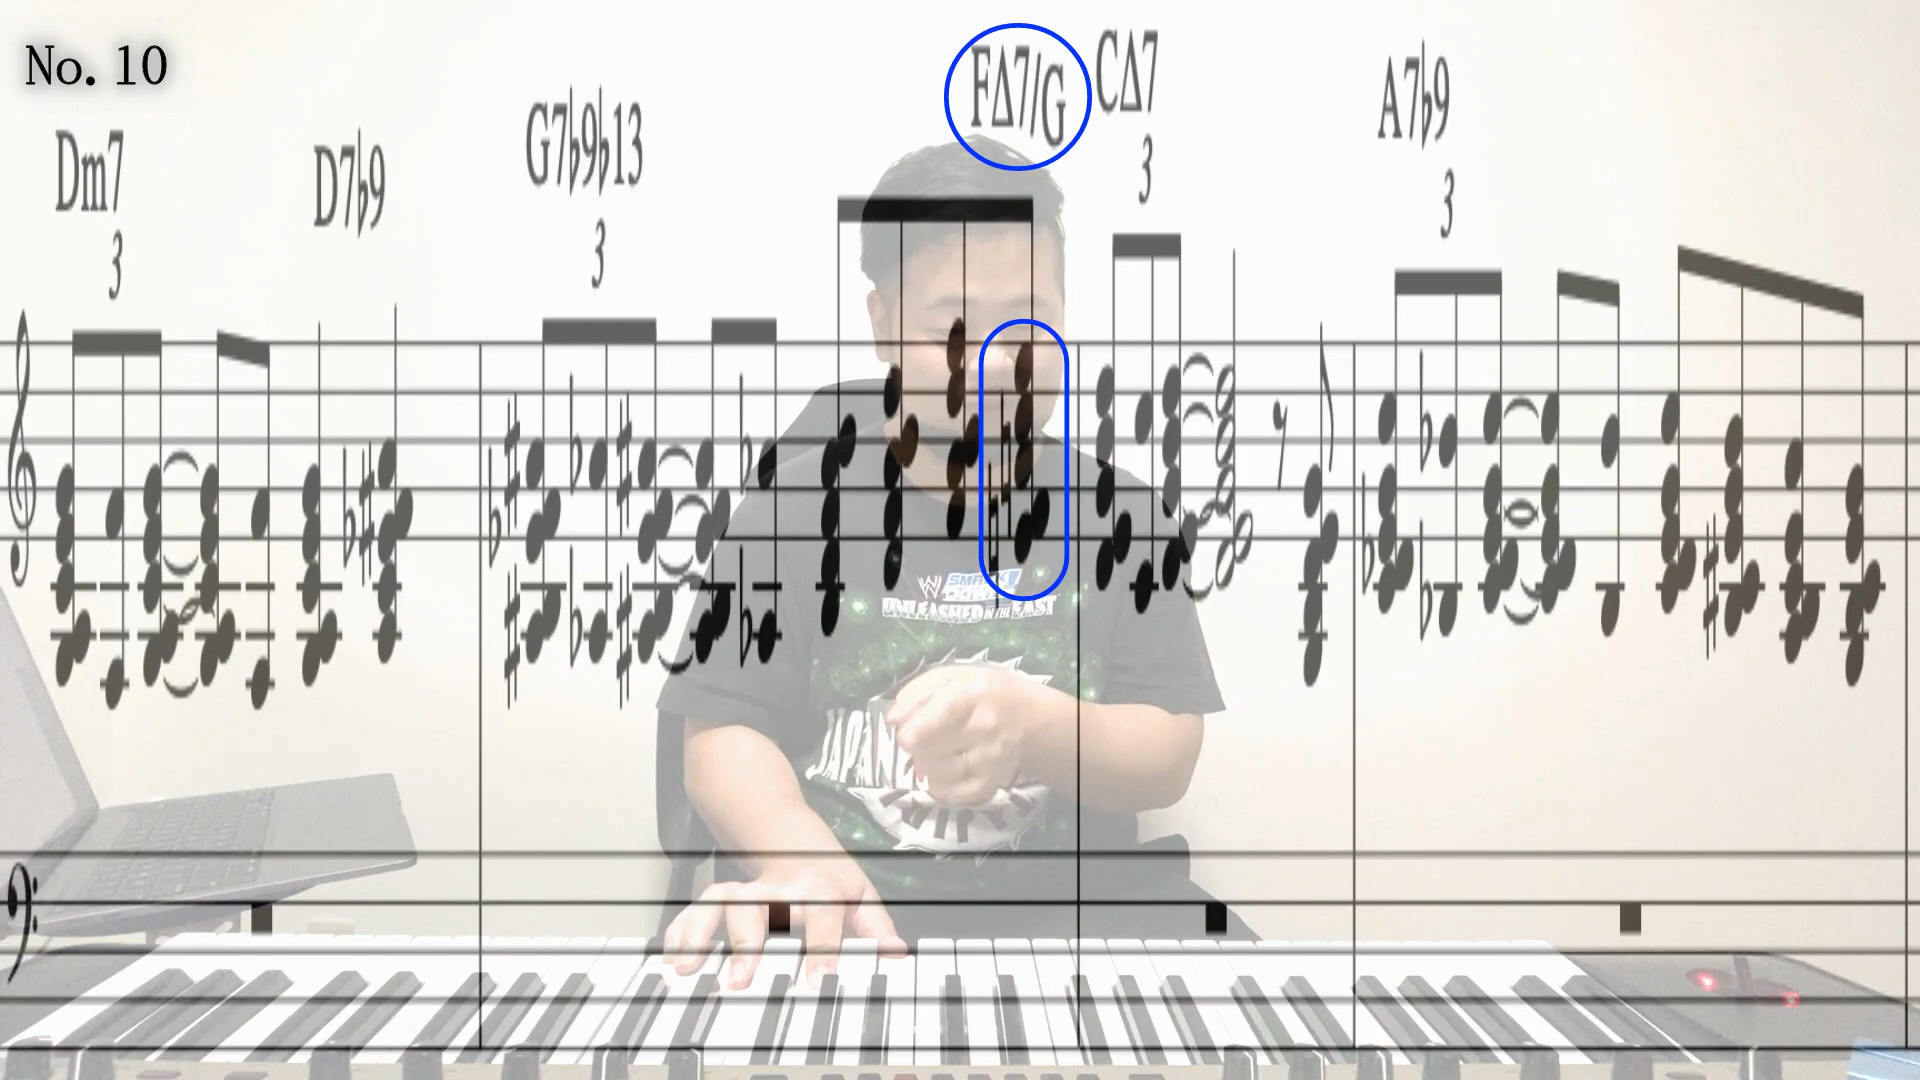 No. 10
Dm7
D7♭9
G7♭9♭13
FΔ7/G
CΔ7
A7♭9
3
3
3
3
UNLEASHED IN THE EAST